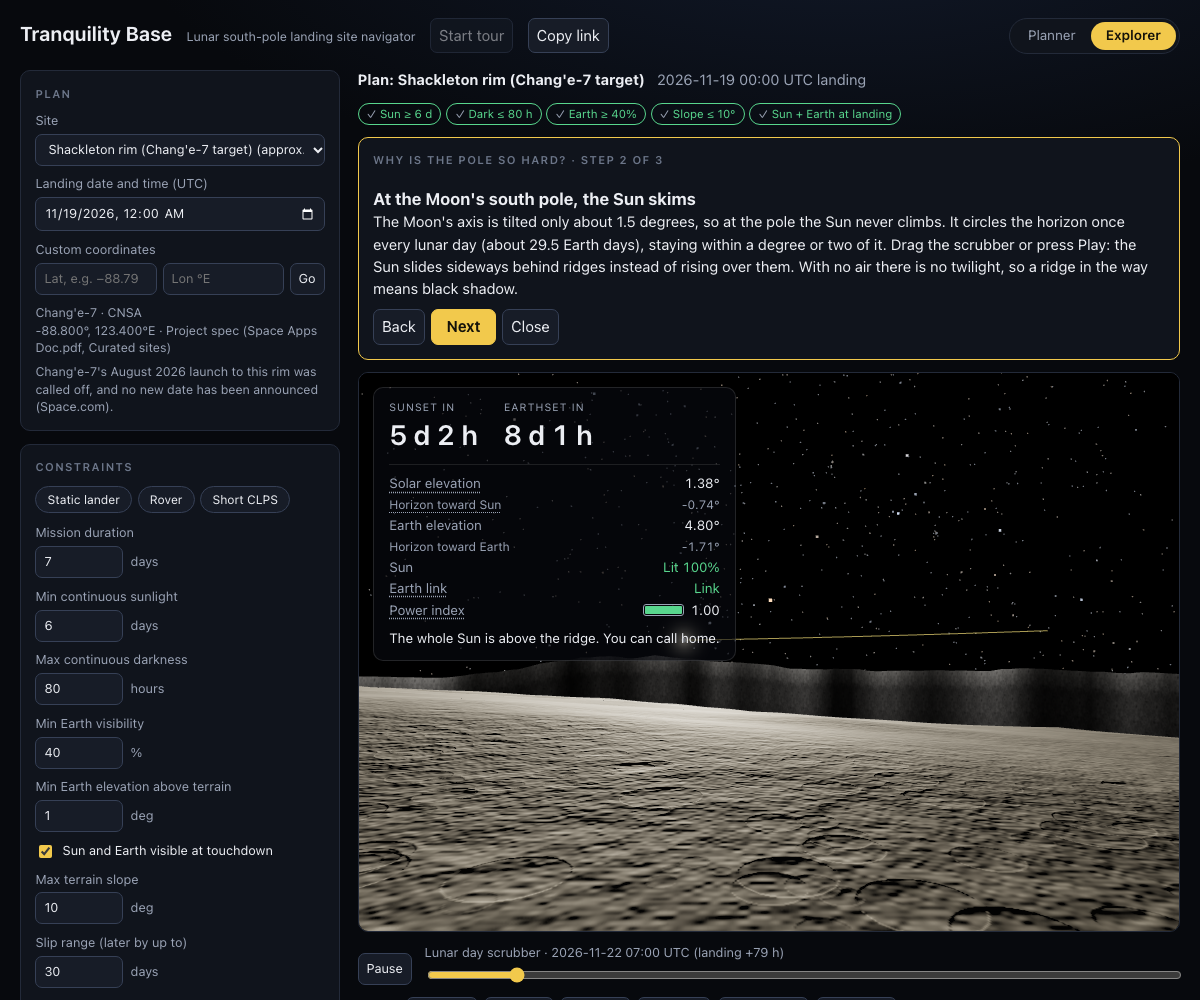 Tranquility Base Lunar south-pole landing site navigator Start tour Copy link Planner Explorer
PLAN
Site
Shackleton rim (Chang'e-7 target) (approx.
Landing date and time (UTC)
11/19/2026, 12:00 AM
Custom coordinates
Lat, e.g. −88.79 Lon °E Go
Chang'e-7 · CNSA
-88.800°, 123.400°E · Project spec (Space Apps
Doc.pdf, Curated sites)
Chang'e-7's August 2026 launch to this rim was
called off, and no new date has been announced
(Space.com).
CONSTRAINTS
Static lander Rover Short CLPS
Mission duration
7 days
Min continuous sunlight
6 days
Max continuous darkness
80 hours
Min Earth visibility
40 %
Min Earth elevation above terrain
1 deg
Sun and Earth visible at touchdown
Max terrain slope
10 deg
Slip range (later by up to)
30 days
Plan: Shackleton rim (Chang'e-7 target) 2026-11-19 00:00 UTC landing
✓ Sun ≥ 6 d ✓ Dark ≤ 80 h ✓ Earth ≥ 40% ✓ Slope ≤ 10° ✓ Sun + Earth at landing
WHY IS THE POLE SO HARD? · STEP 2 OF 3
At the Moon's south pole, the Sun skims
The Moon's axis is tilted only about 1.5 degrees, so at the pole the Sun never climbs. It circles the horizon once
every lunar day (about 29.5 Earth days), staying within a degree or two of it. Drag the scrubber or press Play: the
Sun slides sideways behind ridges instead of rising over them. With no air there is no twilight, so a ridge in the way
means black shadow.
Back Next Close
SUNSET IN EARTHSET IN
5 d 2 h 8 d 1 h
Solar elevation 1.38°
Horizon toward Sun -0.74°
Earth elevation 4.80°
Horizon toward Earth -1.71°
Sun Lit 100%
Earth link Link
Power index 1.00
The whole Sun is above the ridge. You can call home.
Lunar day scrubber · 2026-11-22 07:00 UTC (landing +79 h)
Pause